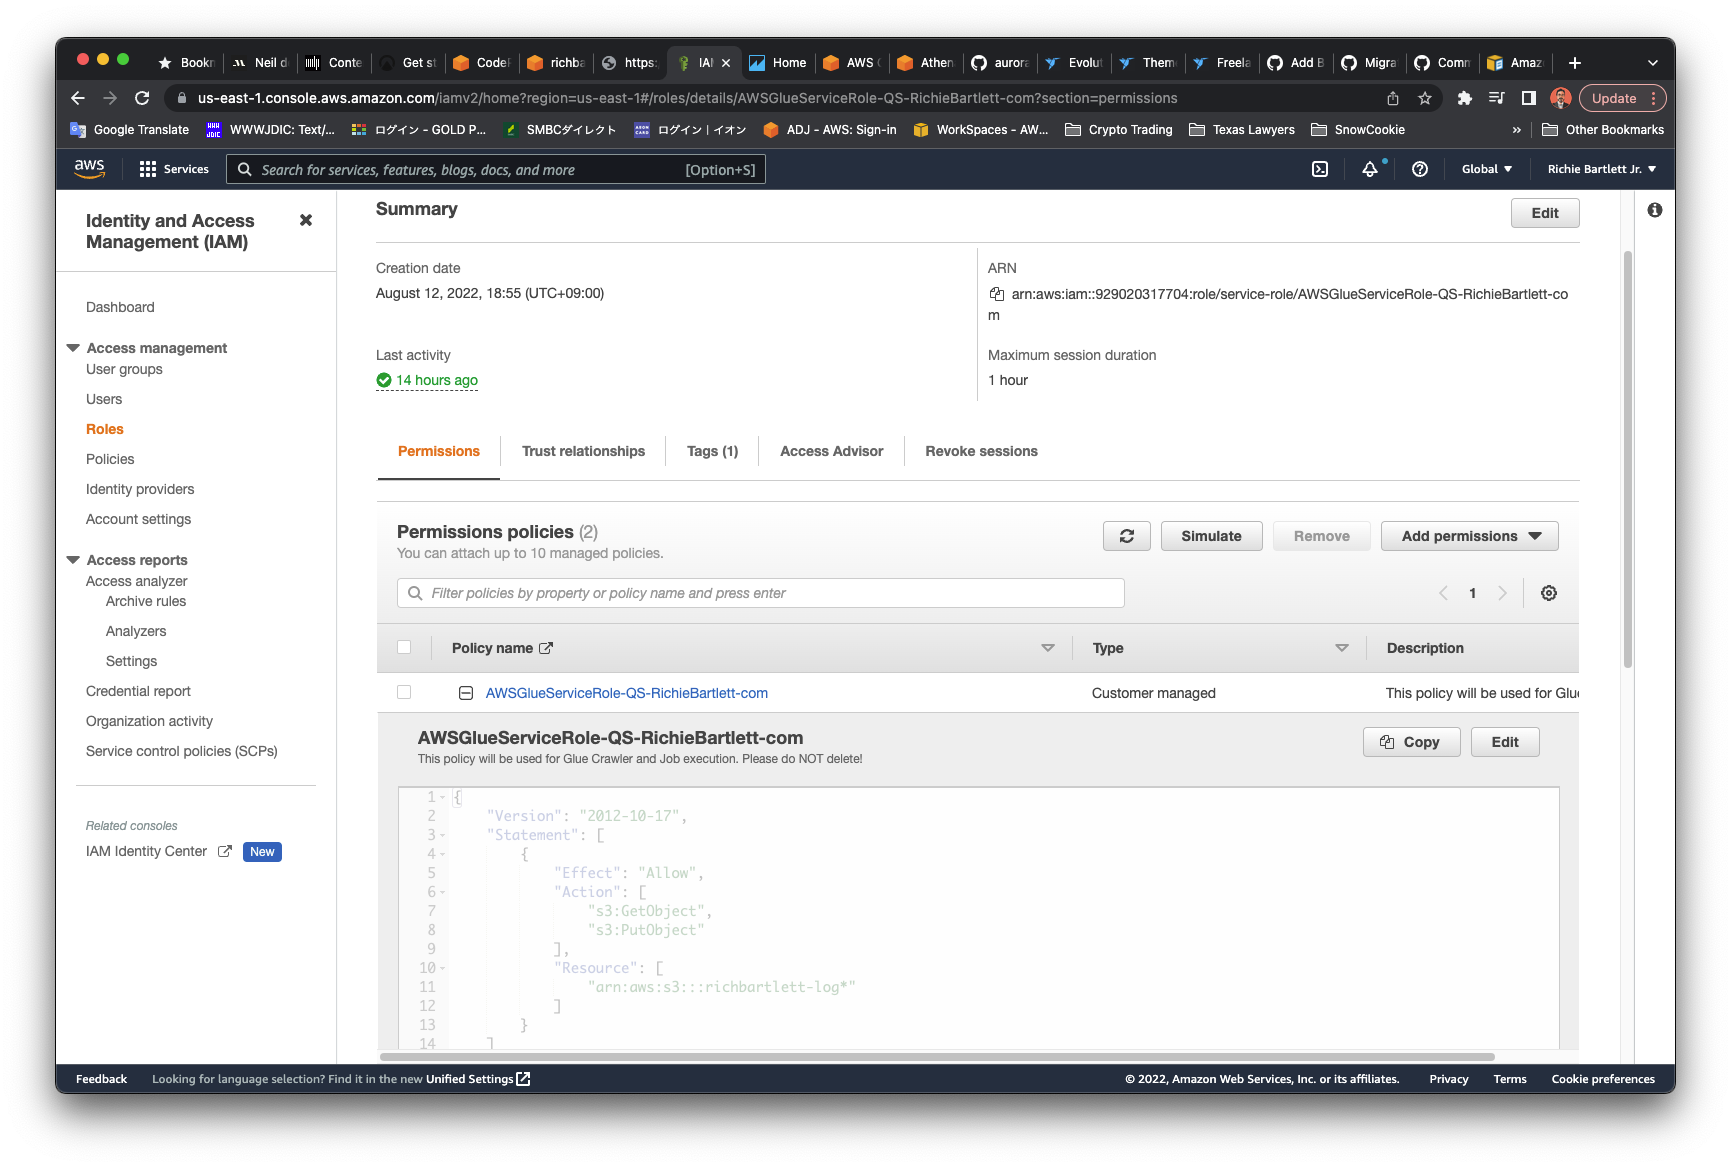 Bookn
Neil d
Conte
Get st
CodeP
richba
https:
IAM
Home
AWS C
Athen
aurora
Evolut
Them
Freela
Add B
Migra
Comm
Amaz
us-east-1.console.aws.amazon.com/iamv2/home?region=us-east-1#/roles/details/AWSGlueServiceRole-QS-RichieBartlett-com?section=permissions
Update
Google Translate
WWWJDIC: Text/...
ログイン - GOLD P...
SMBCダイレクト
ログイン | イオン
ADJ - AWS: Sign-in
WorkSpaces - AW...
Crypto Trading
Texas Lawyers
SnowCookie
»
Other Bookmarks
aws
Services
Search for services, features, blogs, docs, and more
[Option+S]
Global
Richie Bartlett Jr.
Identity and Access
Management (IAM)
Dashboard
Access management
User groups
Users
Roles
Policies
Identity providers
Account settings
Access reports
Access analyzer
Archive rules
Analyzers
Settings
Credential report
Organization activity
Service control policies (SCPs)
Related consoles
IAM Identity Center
New
Summary
Edit
Creation date
August 12, 2022, 18:55 (UTC+09:00)
ARN
arn:aws:iam::929020317704:role/service-role/AWSGlueServiceRole-QS-RichieBartlett-co
m
Last activity
14 hours ago
Maximum session duration
1 hour
Permissions
Trust relationships
Tags (1)
Access Advisor
Revoke sessions
Permissions policies (2)
You can attach up to 10 managed policies.
Simulate
Remove
Add permissions
Filter policies by property or policy name and press enter
1
Policy name
Type
Description
AWSGlueServiceRole-QS-RichieBartlett-com
Customer managed
This policy will be used for Glue
AWSGlueServiceRole-QS-RichieBartlett-com
This policy will be used for Glue Crawler and Job execution. Please do NOT delete!
Copy
Edit
1 {
2 "Version": "2012-10-17",
3 "Statement": [
4 {
5 "Effect": "Allow",
6 "Action": [
7 "s3:GetObject",
8 "s3:PutObject"
9 ],
10 "Resource": [
11 "arn:aws:s3:::richbartlett-log*"
12 ]
13 }
14 ]
Feedback
Looking for language selection? Find it in the new Unified Settings
© 2022, Amazon Web Services, Inc. or its affiliates.
Privacy
Terms
Cookie preferences